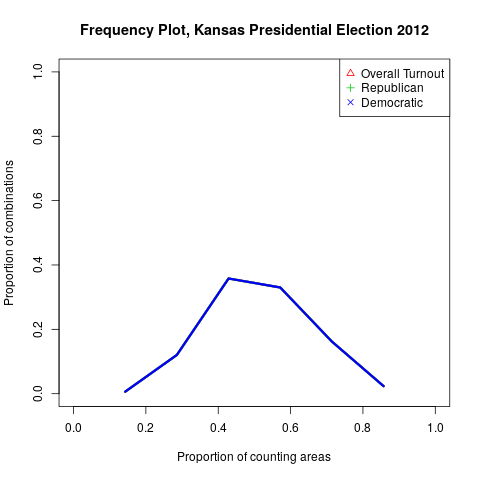 Frequency Plot, Kansas Presidential Election 2012
Overall Turnout
Republican
Democratic
Proportion of combinations
1.0
0.8
0.6
0.4
0.2
0.0
0.0 0.2 0.4 0.6 0.8 1.0
Proportion of counting areas